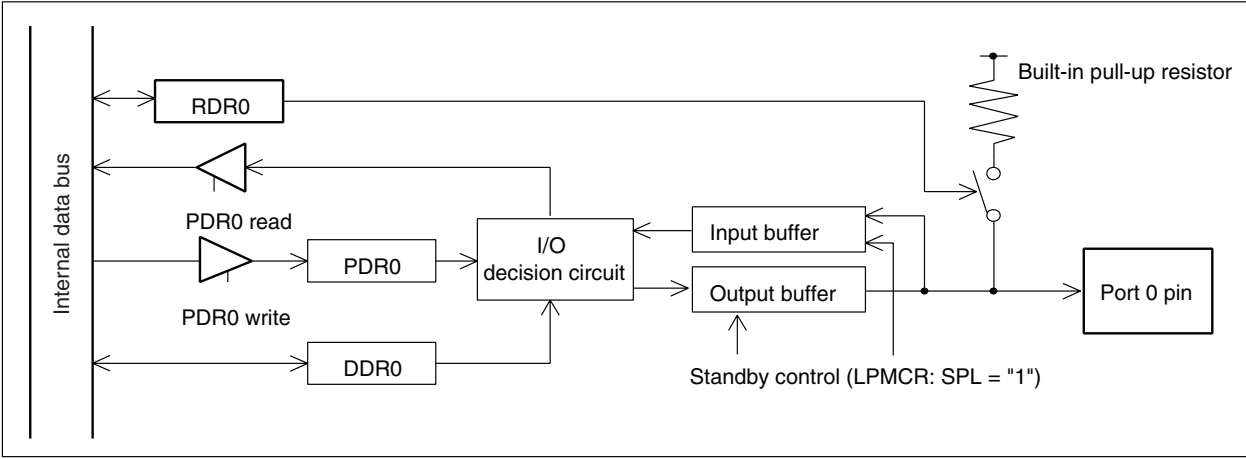 Internal data bus
RDR0
Built-in pull-up resistor
PDR0 read
PDR0
PDR0 write
DDR0
I/O
decision circuit
Input buffer
Output buffer
Port 0 pin
Standby control (LPMCR: SPL = "1")